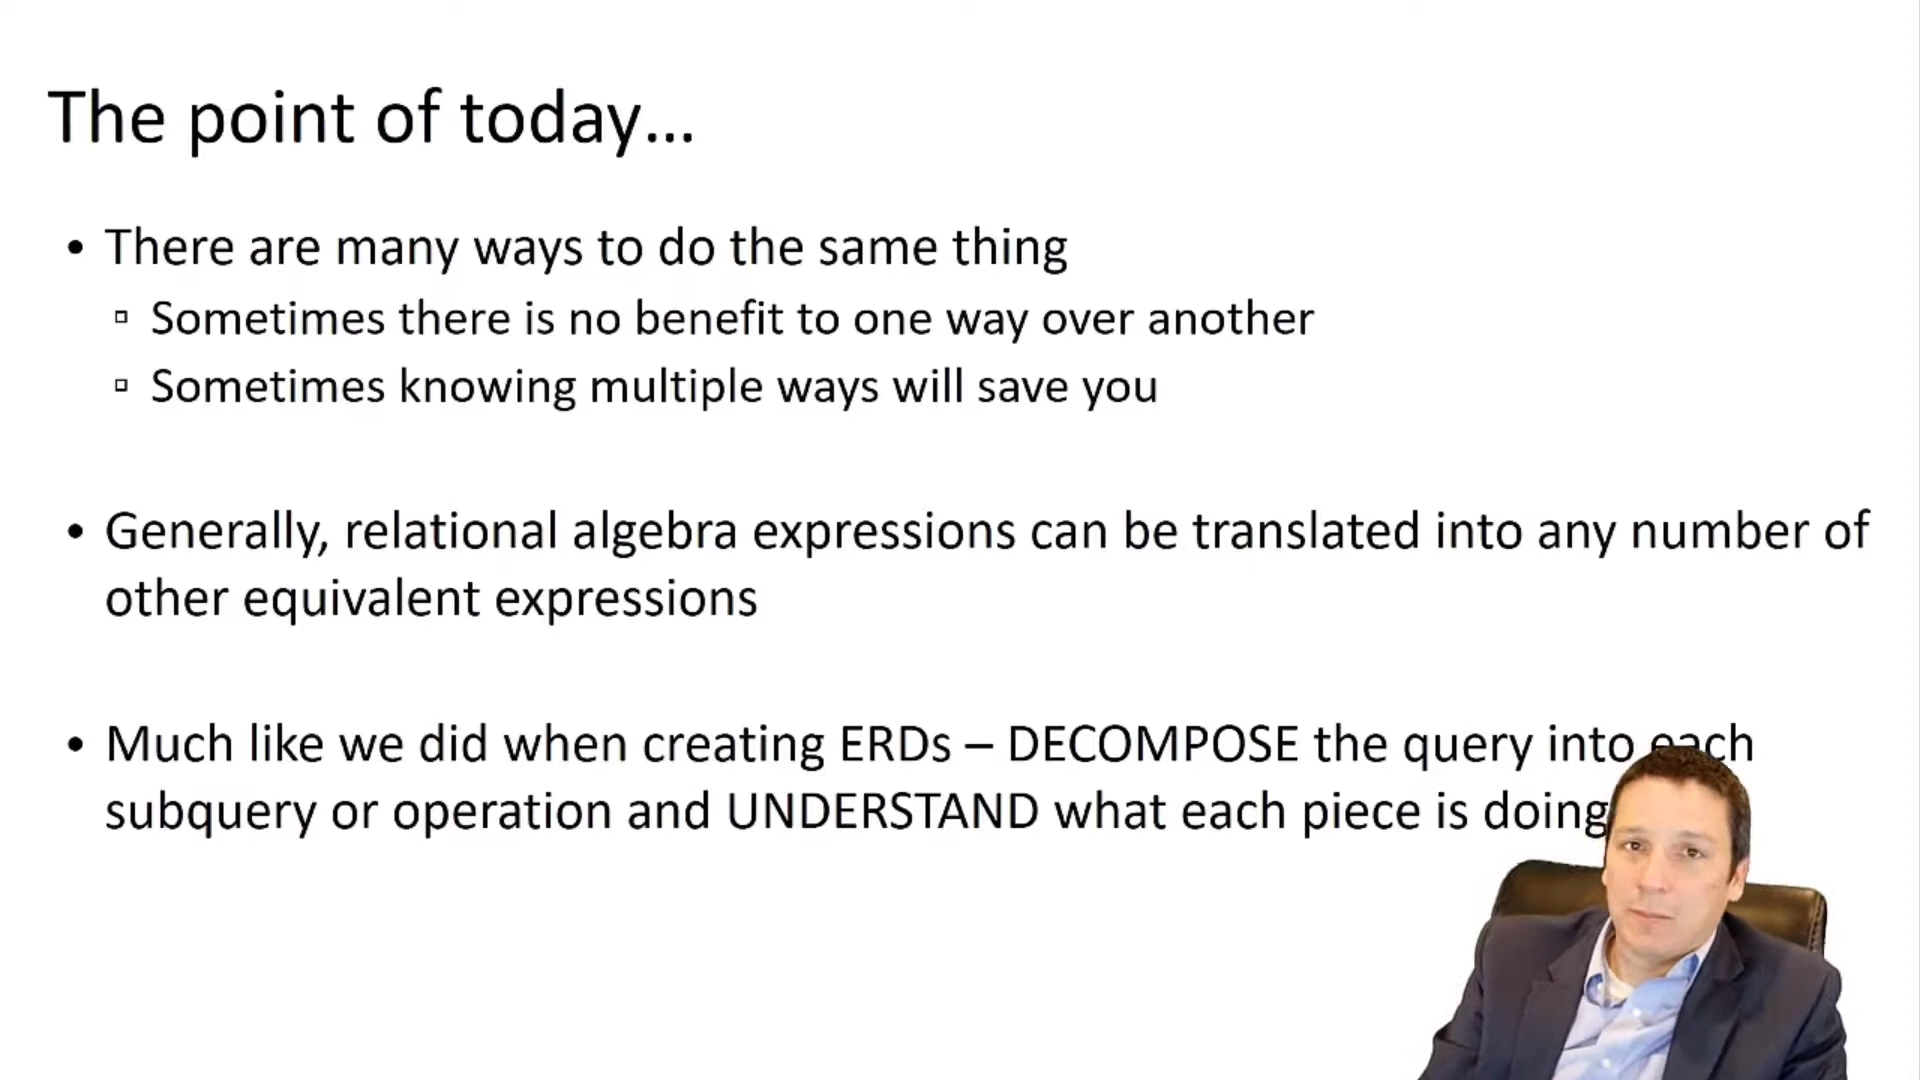 The point of today...
• There are many ways to do the same thing
▫ Sometimes there is no benefit to one way over another
▫ Sometimes knowing multiple ways will save you
• Generally, relational algebra expressions can be translated into any number of
other equivalent expressions
• Much like we did when creating ERDs – DECOMPOSE the query into each
subquery or operation and UNDERSTAND what each piece is doing